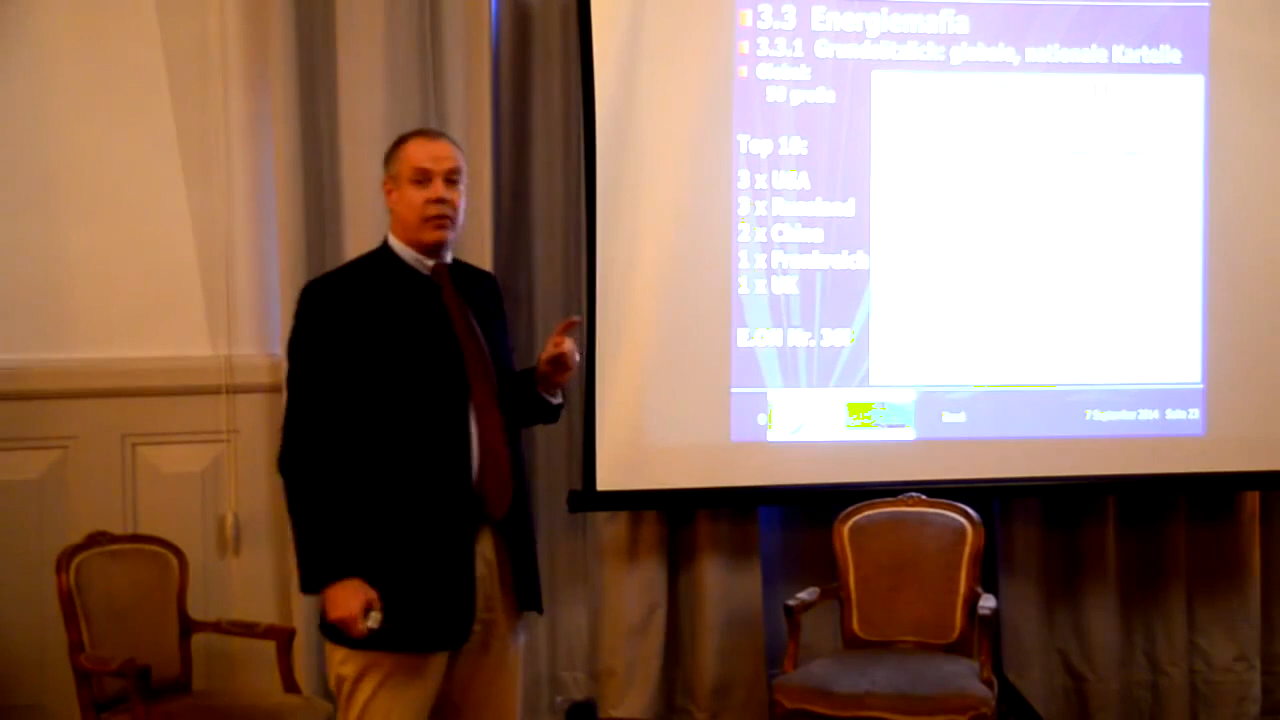 3.3 Energiemafia
3.3.1 Grundsätzlich: globale, nationale Kartelle
Global:
50 große
Top 10:
3 x USA
3 x Russland
2 x China
1 x Frankreich
1 x UK
E.ON Nr.
7 September 2014 Seite 23